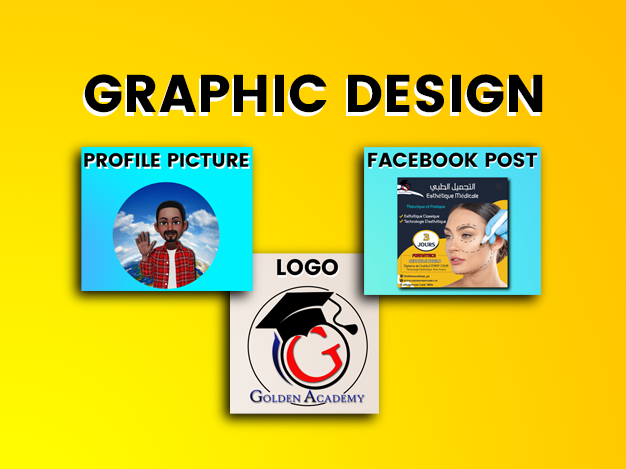 GRAPHIC DESIGN
PROFILE PICTURE
FACEBOOK POST
التجميل الطبي
Esthétique Médicale
Théorique et Pratique
Esthétique Classique
Technologie D'esthétique
3
JOURS
FORMATRICE
LOGO
G
GOLDEN ACADEMY